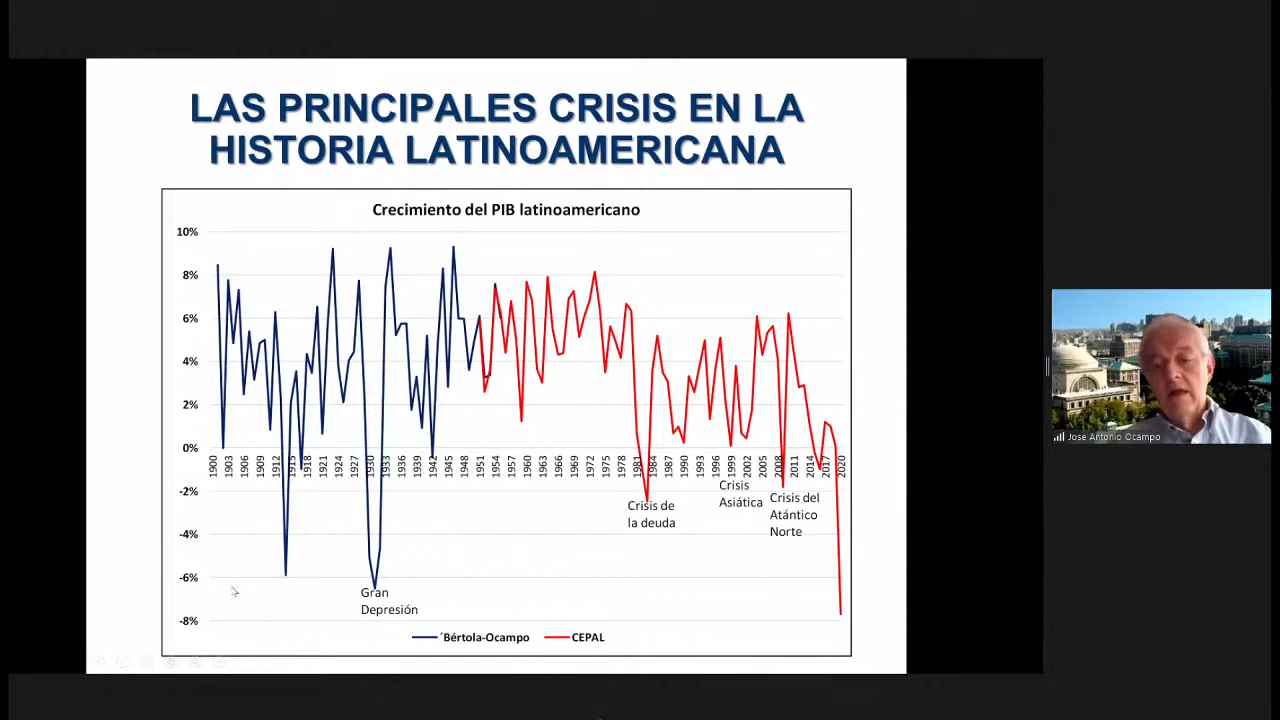 LAS PRINCIPALES CRISIS EN LA
HISTORIA LATINOAMERICANA
Crecimiento del PIB latinoamericano
10%
8%
6%
4%
2%
0%
-2%
-4%
-6%
-8%
1900 1903 1906 1909 1912 1915 1918 1921 1924 1927 1930 1933 1936 1939 1942 1945 1948 1951 1954 1957 1960 1963 1966 1969 1972 1975 1978 1981 1984 1987 1990 1993 1996 1999 2002 2005 2008 2011 2014 2017 2020
Crisis
Asiática
Crisis de
la deuda
Crisis del
Atántico
Norte
Gran
Depresión
´Bértola-Ocampo
CEPAL
Jose Antonio Ocampo